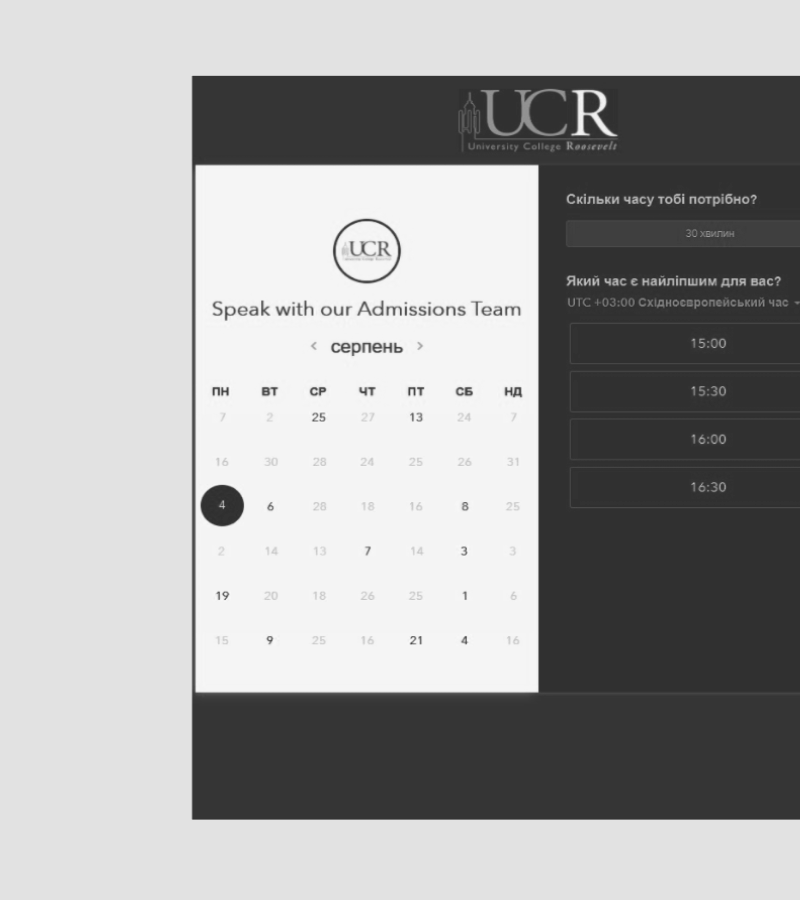 UCR
University College Roosevelt
UCR
Speak with our Admissions Team
< серпень >
ПН ВТ СР ЧТ ПТ СБ НД
7 2 25 27 13 24 7
16 30 28 24 25 26 31
4 6 28 18 16 8 25
2 14 13 7 14 3 3
19 20 18 26 25 1 6
15 9 25 16 21 4 16
Скільки часу тобі потрібно?
30 хвилин
Який час є найліпшим для вас?
UTC +03:00 Східноєвропейський час
15:00
15:30
16:00
16:30